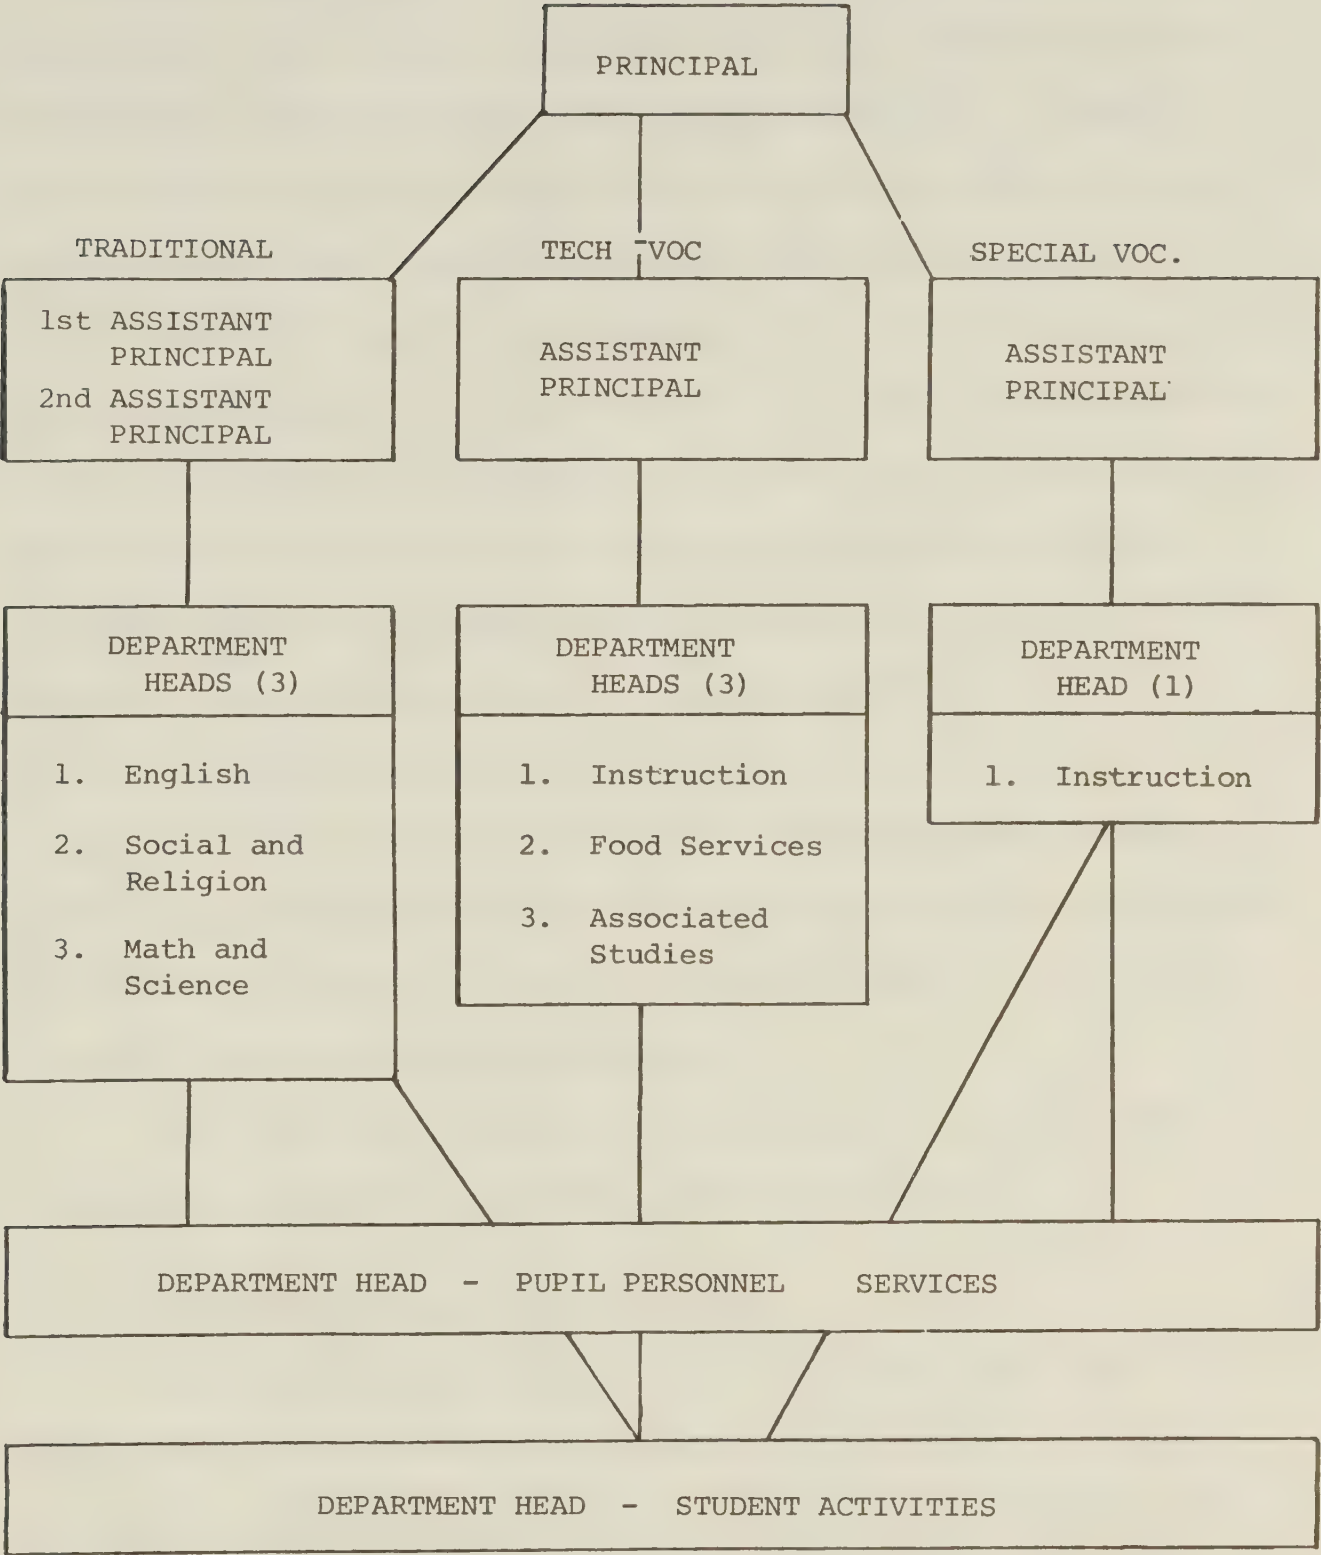 PRINCIPAL
TRADITIONAL
1st ASSISTANT
PRINCIPAL
2nd ASSISTANT
PRINCIPAL
TECH -VOC
ASSISTANT
PRINCIPAL
SPECIAL VOC.
ASSISTANT
PRINCIPAL
DEPARTMENT
HEADS (3)
1. English
2. Social and
Religion
3. Math and
Science
DEPARTMENT
HEADS (3)
1. Instruction
2. Food Services
3. Associated
Studies
DEPARTMENT
HEAD (1)
1. Instruction
DEPARTMENT HEAD - PUPIL PERSONNEL SERVICES
DEPARTMENT HEAD - STUDENT ACTIVITIES